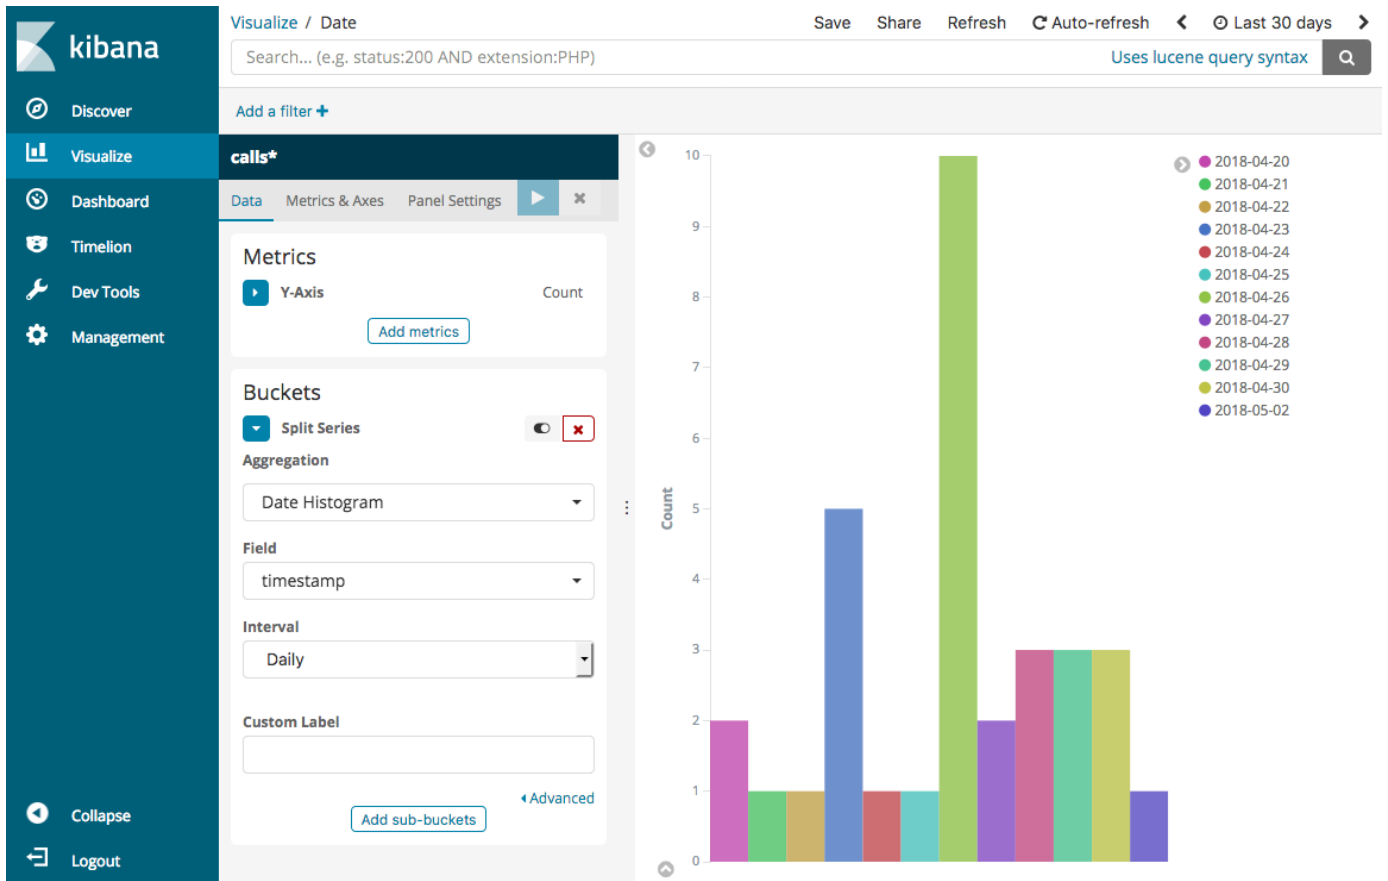 kibana
Discover
Visualize
Dashboard
Timelion
Dev Tools
Management
Collapse
Logout
Visualize / Date
Save Share Refresh Auto-refresh Last 30 days
Search... (e.g. status:200 AND extension:PHP) Uses lucene query syntax
Add a filter +
calls*
Data Metrics & Axes Panel Settings
Metrics
Y-Axis Count
Add metrics
Buckets
Split Series
Aggregation
Date Histogram
Field
timestamp
Interval
Daily
Custom Label
Advanced
Add sub-buckets
10
9
8
7
6
5
4
3
2
1
0
Count
2018-04-20
2018-04-21
2018-04-22
2018-04-23
2018-04-24
2018-04-25
2018-04-26
2018-04-27
2018-04-28
2018-04-29
2018-04-30
2018-05-02